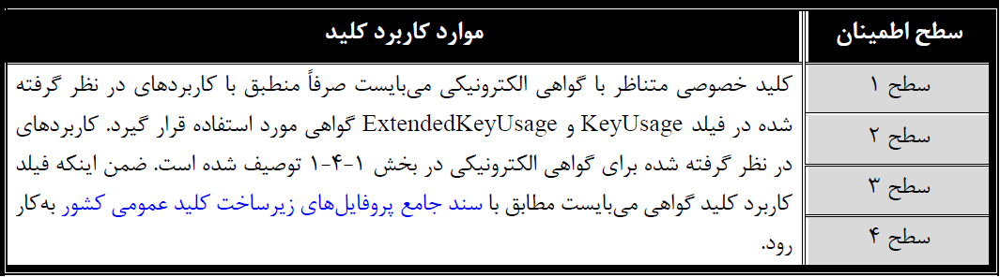 سطح اطمینان
موارد کاربرد کلید
سطح ۱
سطح ۲
سطح ۳
سطح ۴
کلید خصوصی متناظر با گواهی الکترونیکی می‌بایست صرفاً منطبق با کاربردهای در نظر گرفته
شده در فیلد KeyUsage و ExtendedKeyUsage گواهی مورد استفاده قرار گیرد. کاربردهای
در نظر گرفته شده برای گواهی الکترونیکی در بخش ۱-۴-۱ توصیف شده است. ضمن اینکه فیلد
کاربرد کلید گواهی می‌بایست مطابق با سند جامع پروفایل‌های زیرساخت کلید عمومی کشور به‌کار
رود.